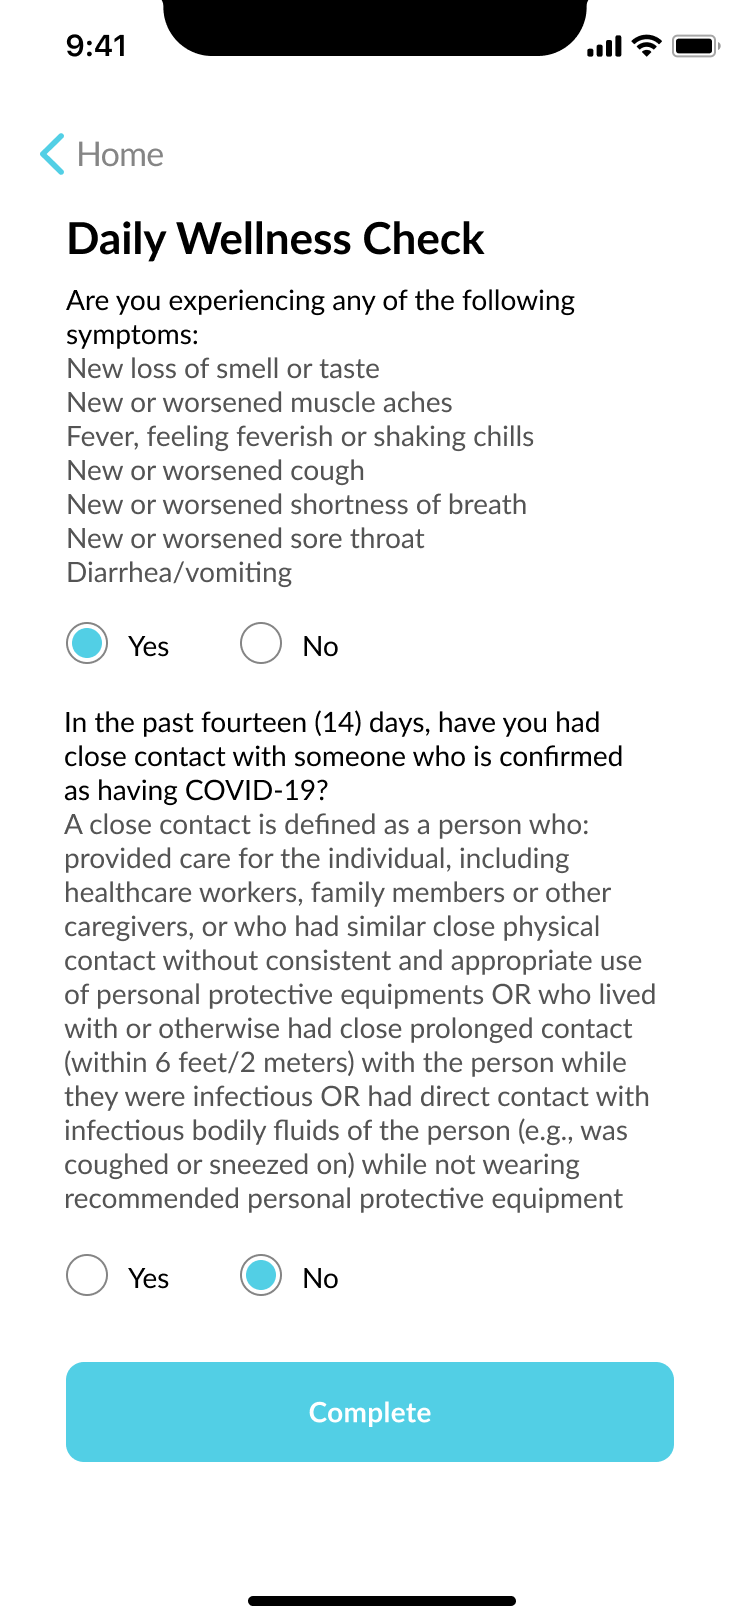 9:41
Home
Daily Wellness Check
Are you experiencing any of the following
symptoms:
New loss of smell or taste
New or worsened muscle aches
Fever, feeling feverish or shaking chills
New or worsened cough
New or worsened shortness of breath
New or worsened sore throat
Diarrhea/vomiting
Yes No
In the past fourteen (14) days, have you had
close contact with someone who is confirmed
as having COVID-19?
A close contact is defined as a person who:
provided care for the individual, including
healthcare workers, family members or other
caregivers, or who had similar close physical
contact without consistent and appropriate use
of personal protective equipments OR who lived
with or otherwise had close prolonged contact
(within 6 feet/2 meters) with the person while
they were infectious OR had direct contact with
infectious bodily fluids of the person (e.g., was
coughed or sneezed on) while not wearing
recommended personal protective equipment
Yes No
Complete